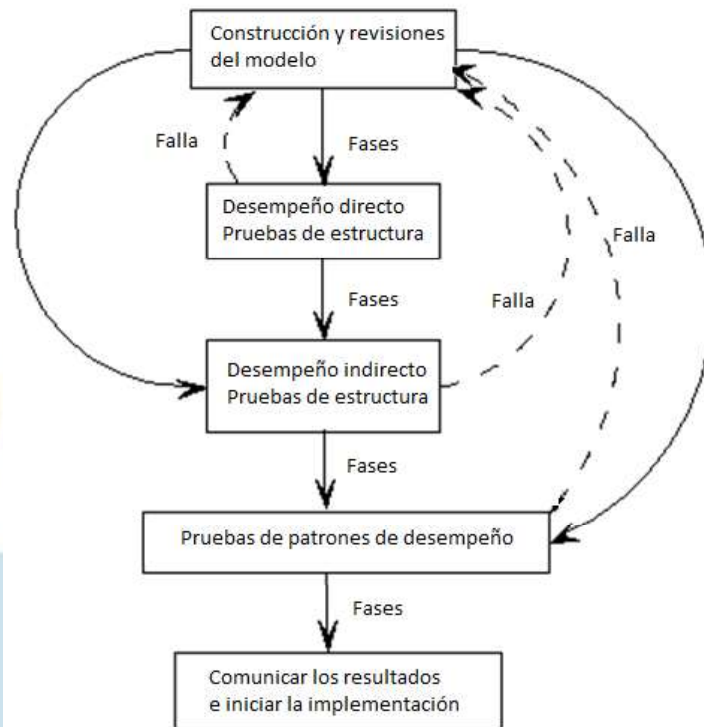 Construcción y revisiones
del modelo
Falla
Fases
Desempeño directo
Pruebas de estructura
Falla
Fases
Falla
Desempeño indirecto
Pruebas de estructura
Fases
Pruebas de patrones de desempeño
Fases
Comunicar los resultados
e iniciar la implementación